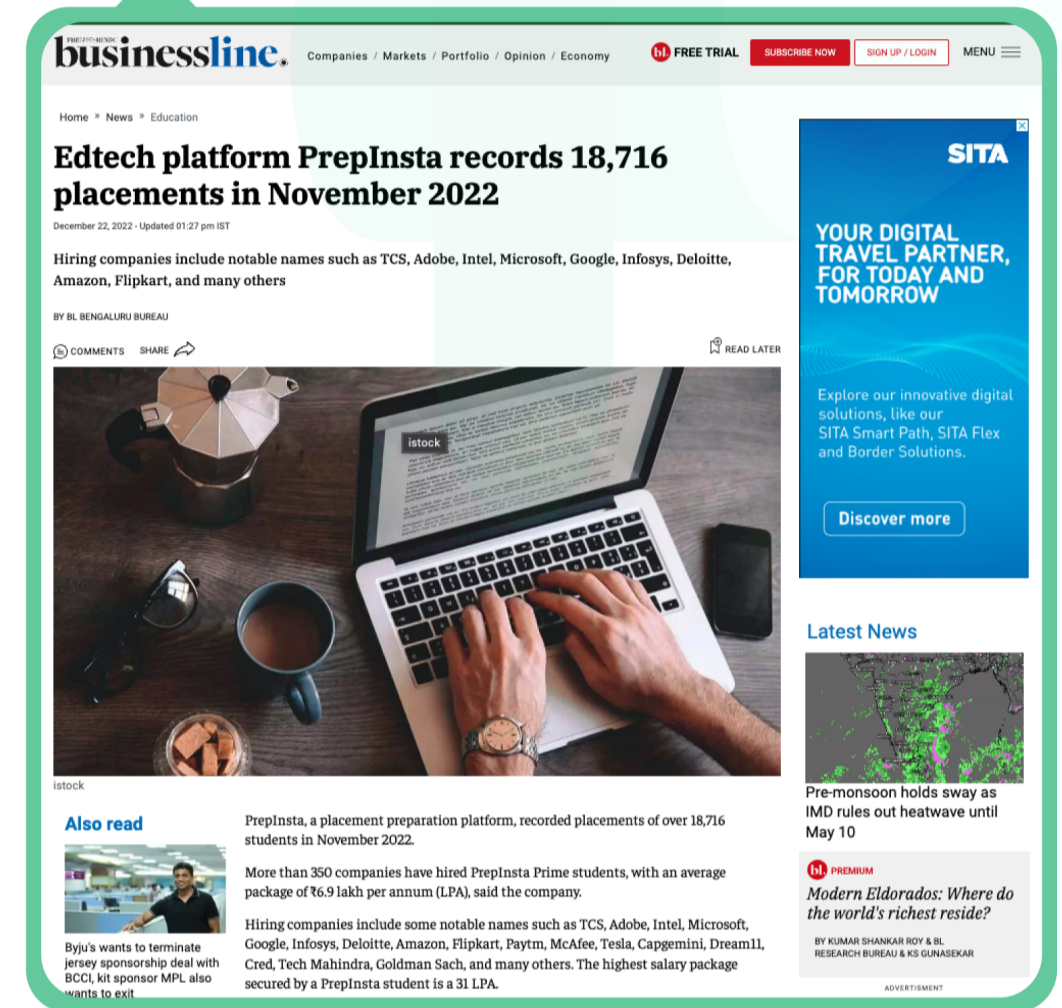 THE HINDU
businessline.
Companies / Markets / Portfolio / Opinion / Economy
bl. FREE TRIAL
SUBSCRIBE NOW
SIGN UP / LOGIN
MENU
Home » News » Education
Edtech platform PrepInsta records 18,716
placements in November 2022
December 22, 2022 - Updated 01:27 pm IST
Hiring companies include notable names such as TCS, Adobe, Intel, Microsoft, Google, Infosys, Deloitte,
Amazon, Flipkart, and many others
BY BL BENGALURU BUREAU
COMMENTS SHARE
READ LATER
istock
istock
Also read
Byju's wants to terminate
jersey sponsorship deal with
BCCI, kit sponsor MPL also
wants to exit
PrepInsta, a placement preparation platform, recorded placements of over 18,716
students in November 2022.
More than 350 companies have hired PrepInsta Prime students, with an average
package of ₹6.9 lakh per annum (LPA), said the company.
Hiring companies include some notable names such as TCS, Adobe, Intel, Microsoft,
Google, Infosys, Deloitte, Amazon, Flipkart, Paytm, McAfee, Tesla, Capgemini, Dream11,
Cred, Tech Mahindra, Goldman Sach, and many others. The highest salary package
secured by a PrepInsta student is a 31 LPA.
SITA
YOUR DIGITAL
TRAVEL PARTNER,
FOR TODAY AND
TOMORROW
Explore our innovative digital
solutions, like our
SITA Smart Path, SITA Flex
and Border Solutions.
Discover more
Latest News
Pre-monsoon holds sway as
IMD rules out heatwave until
May 10
bl. PREMIUM
Modern Eldorados: Where do
the world's richest reside?
BY KUMAR SHANKAR ROY & BL
RESEARCH BUREAU & KS GUNASEKAR
ADVERTISMENT